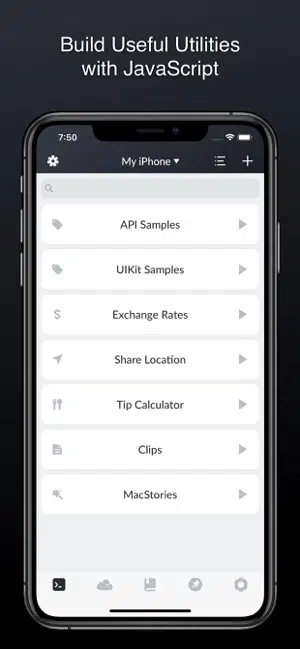 Build Useful Utilities
with JavaScript
7:50
My iPhone ▾
API Samples
UIKit Samples
$ Exchange Rates
Share Location
Tip Calculator
Clips
MacStories